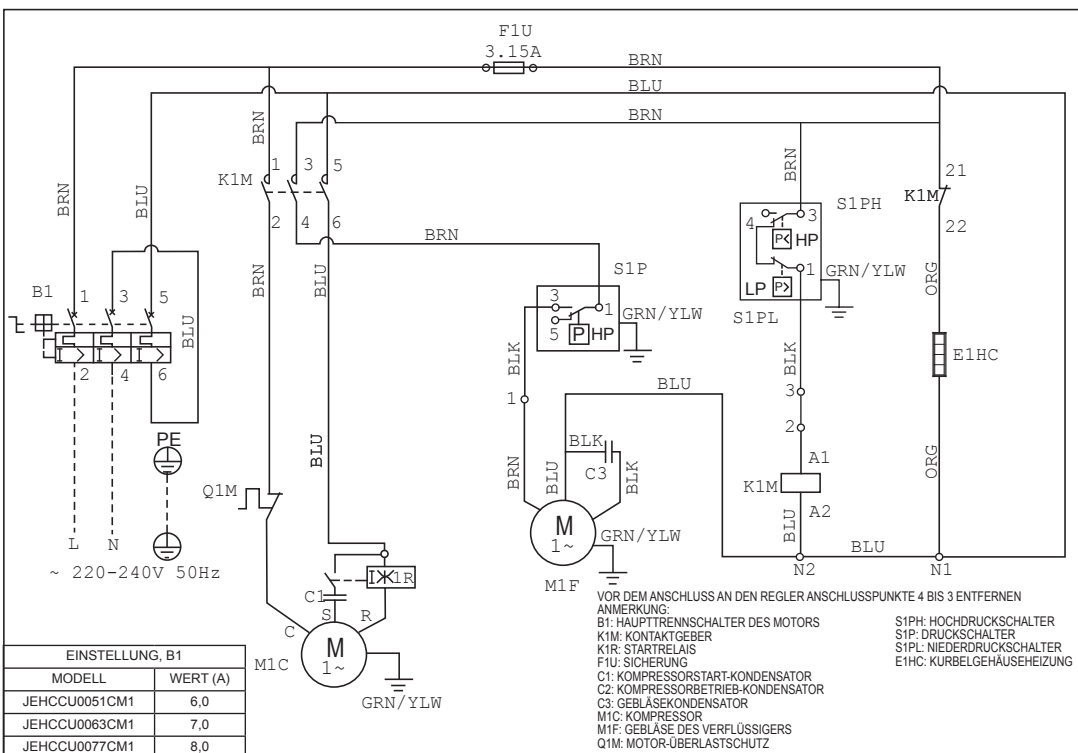 F1U
3.15A
BRN
BLU
BRN
BRN
1 3 5
K1M
2 4 6
BRN
BRN BLU
B1 1 3 5
BLU
2 4 6
PE
L N
~ 220-240V 50Hz
BRN BLU
BLU
Q1M
C1
1R
S R
C
M
1~
M1C
GRN/YLW
S1P
3 1
5
P HP
GRN/YLW
BLK
1
BRN BLU
BLK
C3
BLK
BLU
M
1~
GRN/YLW
M1F
BRN
S1PH
4 3
P< HP
1
LP P>
GRN/YLW
S1PL
BLK
3
2
A1
K1M
A2
BLU
N2
BLU
N1
21
K1M
22
ORG
E1HC
ORG
VOR DEM ANSCHLUSS AN DEN REGLER ANSCHLUSSPUNKTE 4 BIS 3 ENTFERNEN
ANMERKUNG:
B1: HAUPTTRENNSCHALTER DES MOTORS
K1M: KONTAKTGEBER
K1R: STARTRELAIS
F1U: SICHERUNG
C1: KOMPRESSORSTART-KONDENSATOR
C2: KOMPRESSORBETRIEB-KONDENSATOR
C3: GEBLÄSEKONDENSATOR
M1C: KOMPRESSOR
M1F: GEBLÄSE DES VERFLÜSSIGERS
Q1M: MOTOR-ÜBERLASTSCHUTZ
S1PH: HOCHDRUCKSCHALTER
S1P: DRUCKSCHALTER
S1PL: NIEDERDRUCKSCHALTER
E1HC: KURBELGEHÄUSEHEIZUNG
EINSTELLUNG, B1
MODELL WERT (A)
JEHCCU0051CM1 6,0
JEHCCU0063CM1 7,0
JEHCCU0077CM1 8,0